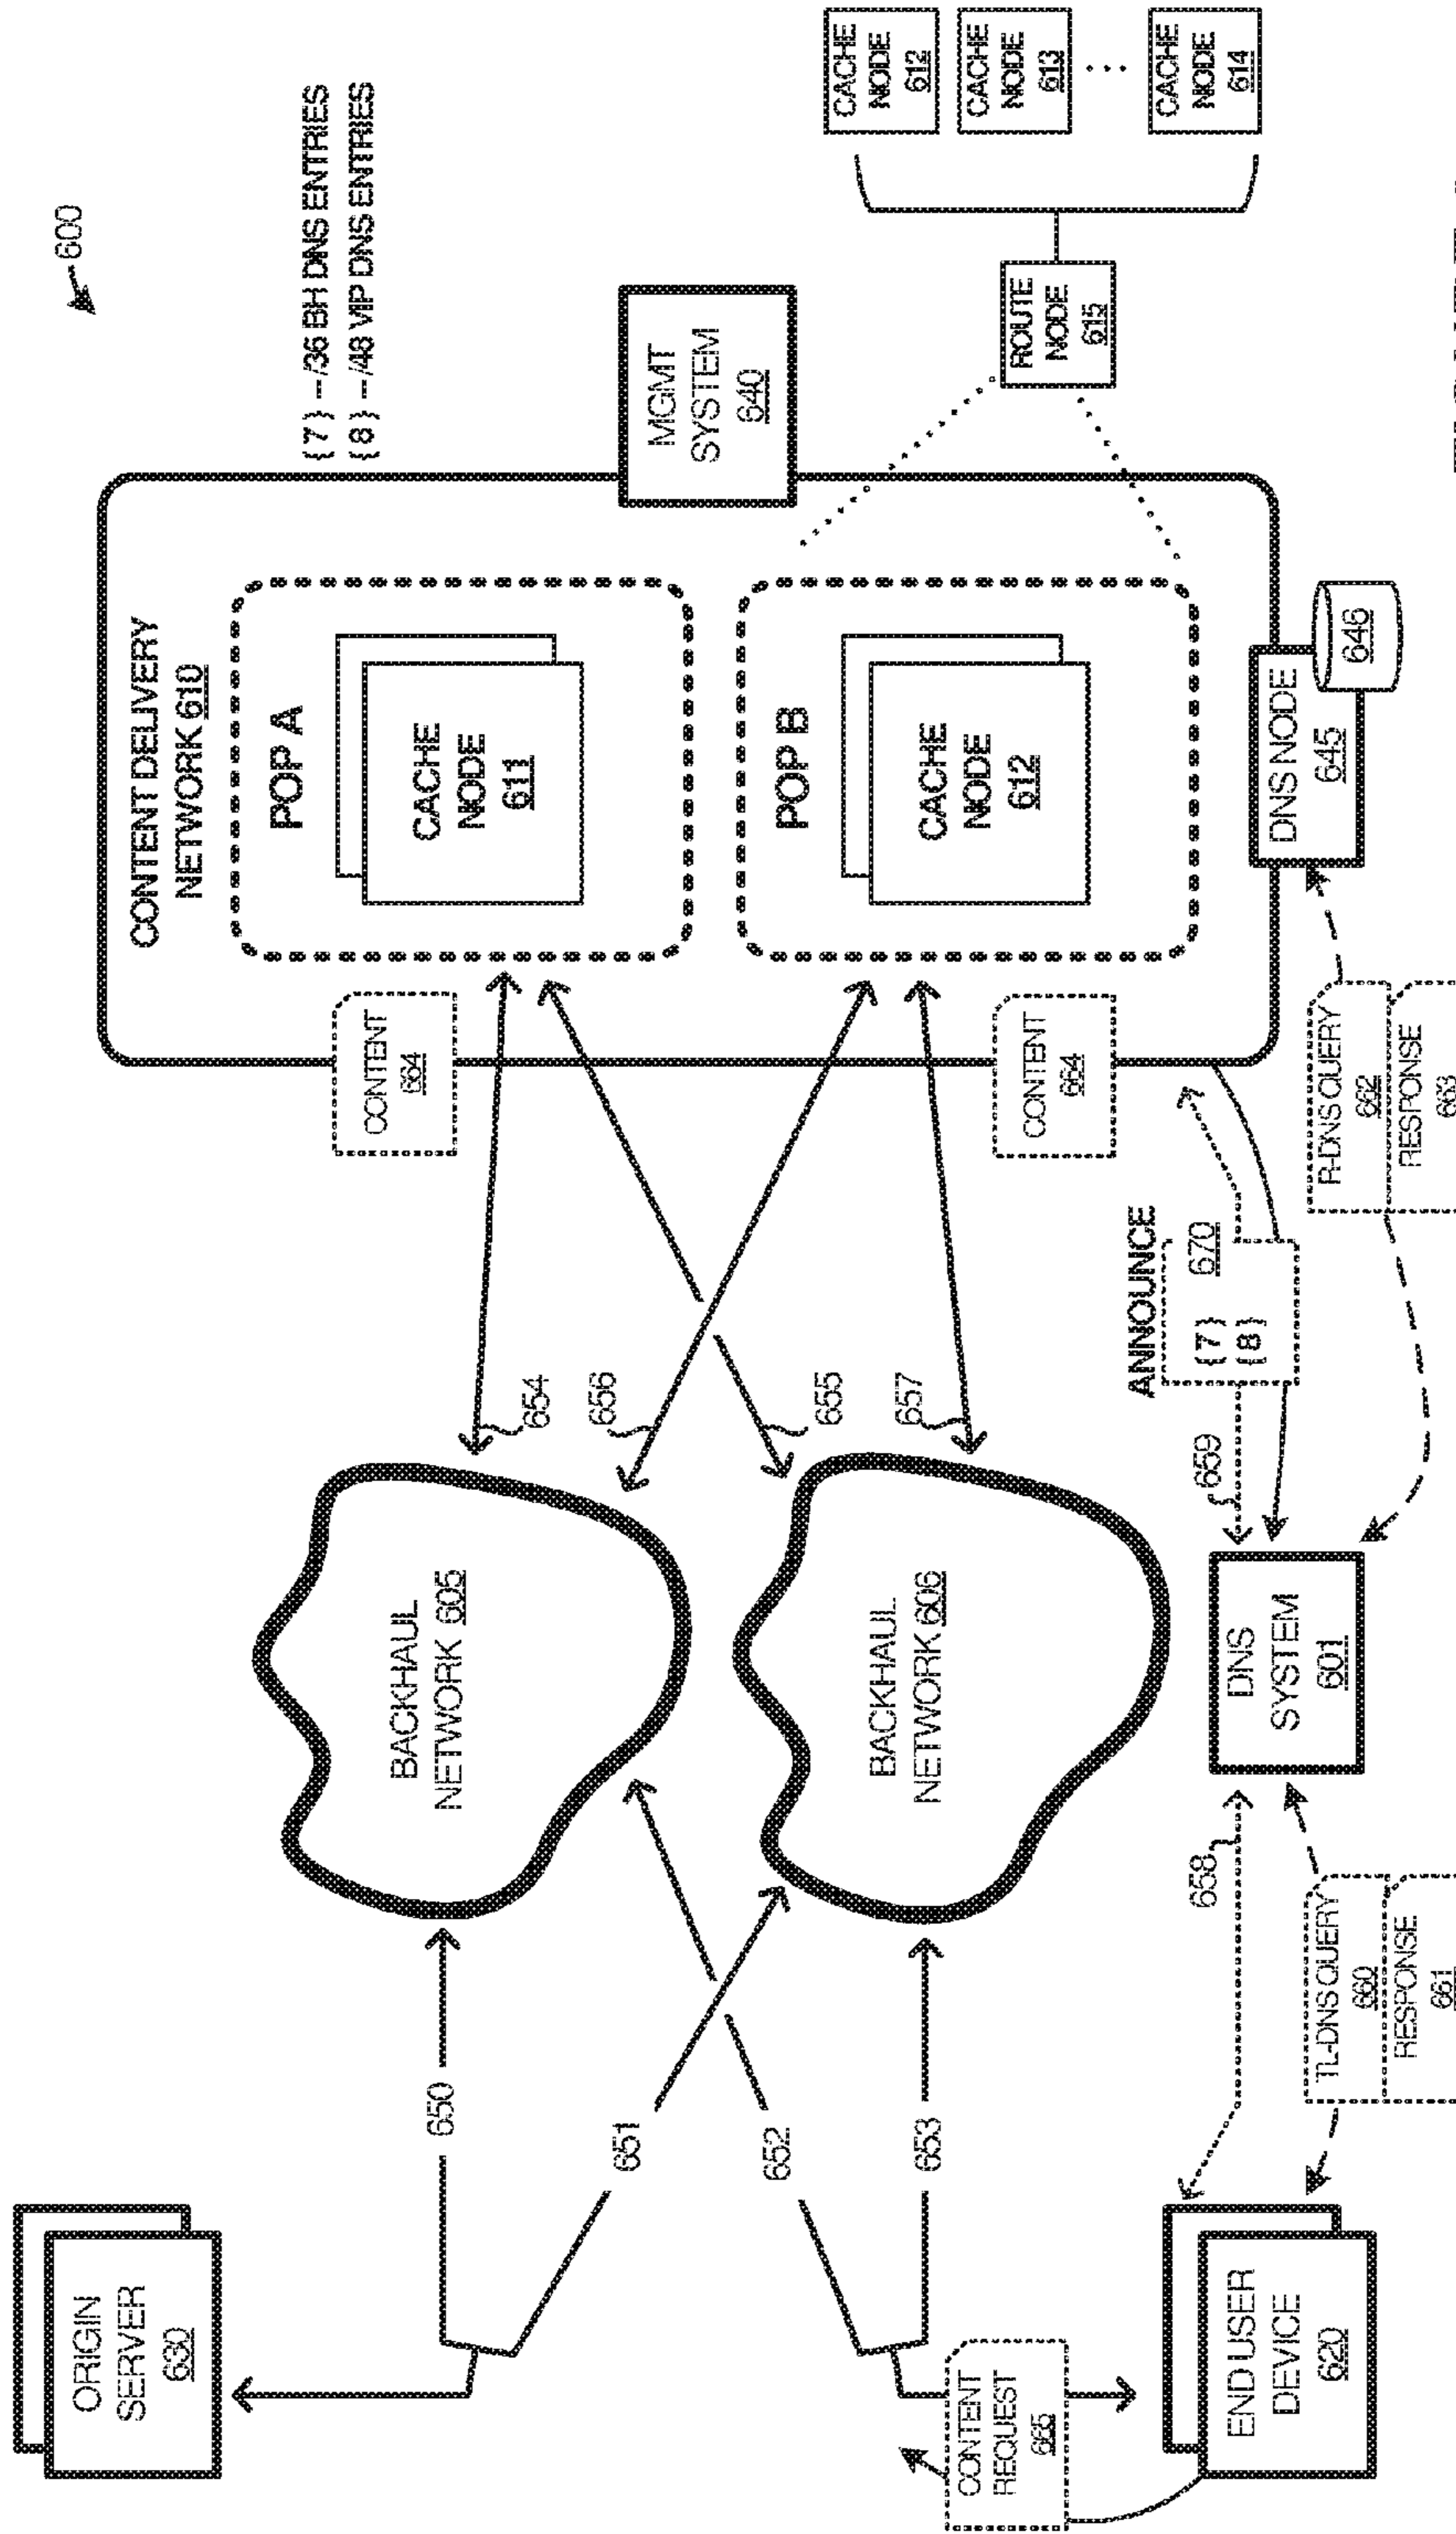 600
{ 7 } -- /36 BH DNS ENTRIES
{ 8 } -- /48 VIP DNS ENTRIES
ORIGIN
SERVER
630
650
651
652
653
BACKHAUL
NETWORK 605
BACKHAUL
NETWORK 606
654
656
655
657
CONTENT DELIVERY
NETWORK 610
POP A
CACHE
NODE
611
POP B
CACHE
NODE
612
CONTENT
664
CONTENT
664
MGMT
SYSTEM
640
ROUTE
NODE
615
CACHE
NODE
612
CACHE
NODE
613
CACHE
NODE
614
CONTENT
REQUEST
665
END USER
DEVICE
620
658
DNS
SYSTEM
601
659
ANNOUNCE
{ 7 }
{ 8 }
670
DNS NODE
645
646
TL-DNS QUERY
660
RESPONSE
661
R-DNS QUERY
662
RESPONSE
663